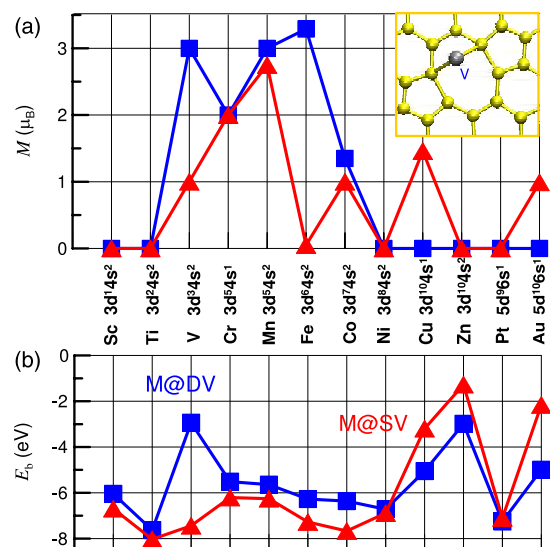 (a)
M (μB)
3
2
1
0
V
Sc 3d¹4s²
Ti 3d²4s²
V 3d³4s²
Cr 3d⁵4s¹
Mn 3d⁵4s²
Fe 3d⁶4s²
Co 3d⁷4s²
Ni 3d⁸4s²
Cu 3d¹⁰4s¹
Zn 3d¹⁰4s²
Pt 5d⁹6s¹
Au 5d¹⁰6s¹
(b)
Eb (eV)
0
-2
-4
-6
-8
M@DV
M@SV